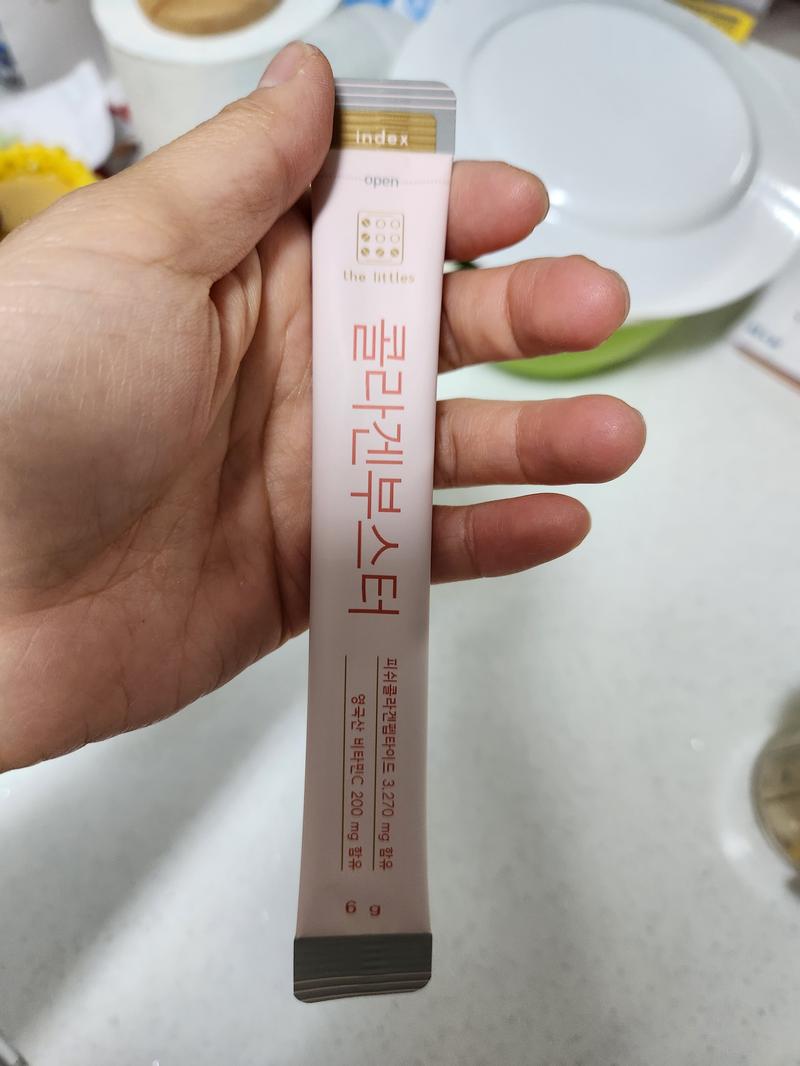 index
open
the littles
콜라겐부스터
피쉬콜라겐펩타이드 3,270 mg 함유
영국산 비타민C 200 mg 함유
6 g